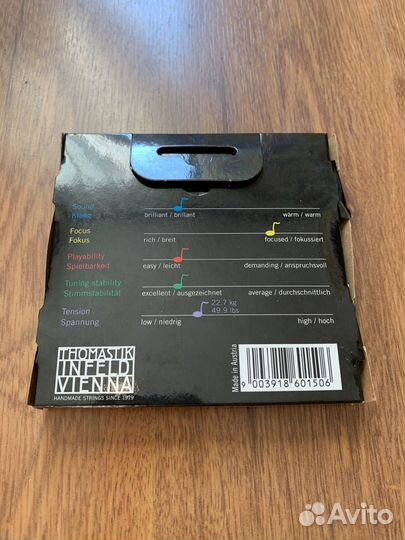 Sound
Klang
brilliant / brillant
wärm / warm
Focus
Fokus
rich / breit
focused / fokussiert
Playability
Spielbarkeit
easy / leicht
demanding / anspruchsvoll
Tuning stability
Stimmstabilität
excellent / ausgezeichnet
average / durchschnittlich
Tension
Spannung
22.7 kg
49.9 lbs
low / niedrig
high / hoch
THOMASTIK
INFELD
VIENNA
HANDMADE STRINGS SINCE 1919
Made in Austria
9 003918 601506
Avito